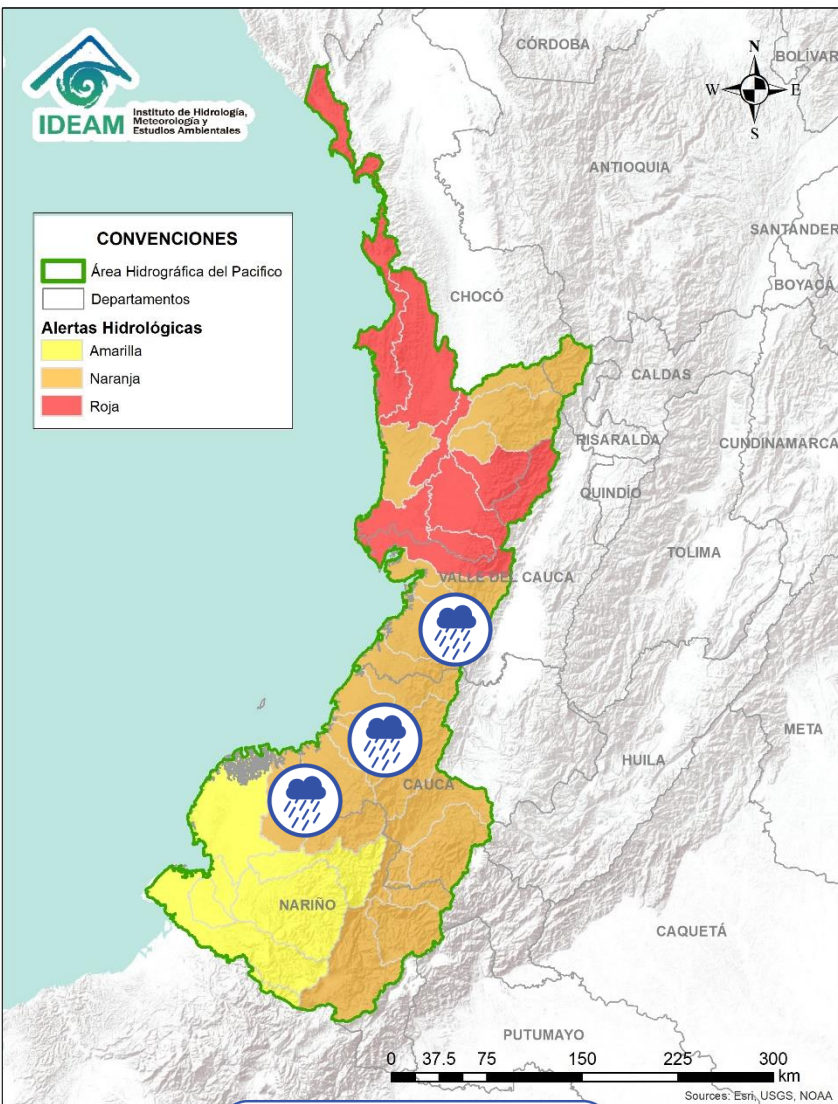 IDEAM
Instituto de Hidrología,
Meteorología y
Estudios Ambientales
CÓRDOBA
BOLÍVAR
N
W
E
S
ANTIOQUIA
SANTANDER
BOYACÁ
CONVENCIONES
Área Hidrográfica del Pacifico
Departamentos
Alertas Hidrológicas
Amarilla
Naranja
Roja
CHOCÓ
CALDAS
RISARALDA
CUNDINAMARCA
QUINDÍO
TOLIMA
VALLE DEL CAUCA
META
HUILA
CAUCA
NARIÑO
CAQUETÁ
PUTUMAYO
0 37.5 75 150 225 300
km
Sources: Esri, USGS, NOAA